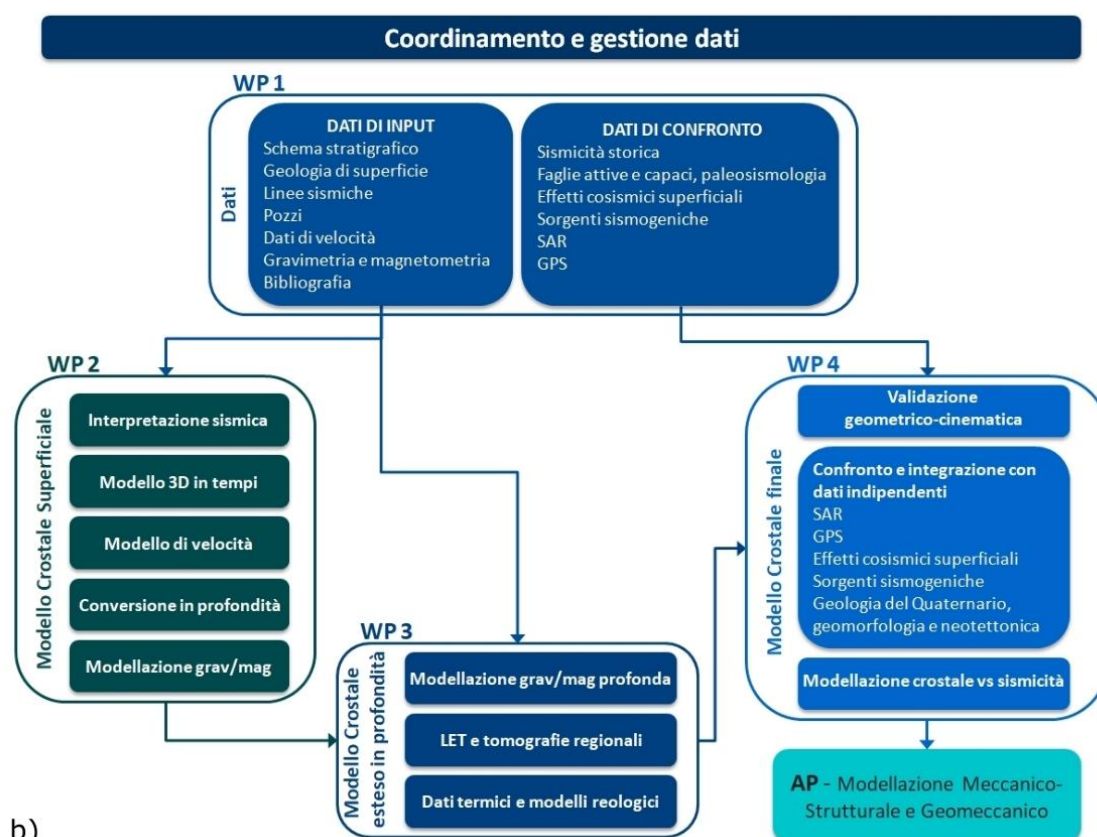 Coordinamento e gestione dati
WP 1
Dati
DATI DI INPUT
Schema stratigrafico
Geologia di superficie
Linee sismiche
Pozzi
Dati di velocità
Gravimetria e magnetometria
Bibliografia
DATI DI CONFRONTO
Sismicità storica
Faglie attive e capaci, paleosismologia
Effetti cosismici superficiali
Sorgenti sismogeniche
SAR
GPS
WP 2
Modello Crostale Superficiale
Interpretazione sismica
Modello 3D in tempi
Modello di velocità
Conversione in profondità
Modellazione grav/mag
WP 3
Modello Crostale
esteso in profondità
Modellazione grav/mag profonda
LET e tomografie regionali
Dati termici e modelli reologici
WP 4
Modello Crostale finale
Validazione
geometrico-cinematica
Confronto e integrazione con
dati indipendenti
SAR
GPS
Effetti cosismici superficiali
Sorgenti sismogeniche
Geologia del Quaternario,
geomorfologia e neotettonica
Modellazione crostale vs sismicità
AP - Modellazione Meccanico-
Strutturale e Geomeccanico
b)